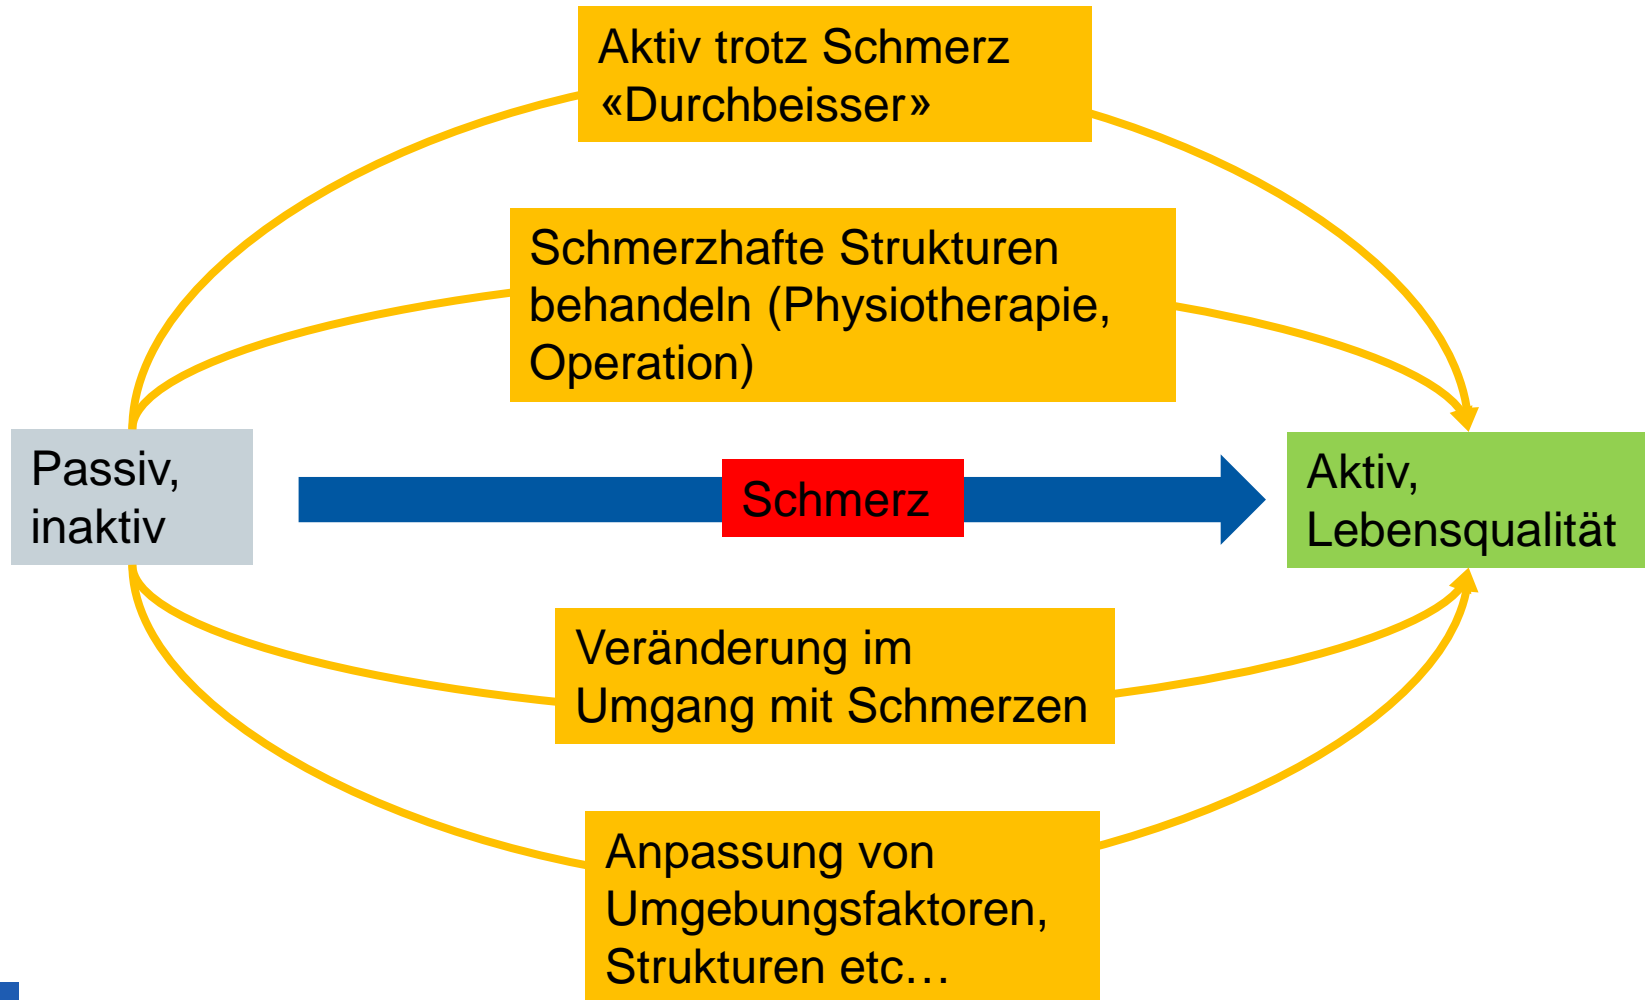 Aktiv trotz Schmerz
«Durchbeisser»
Schmerzhafte Strukturen
behandeln (Physiotherapie,
Operation)
Passiv,
inaktiv
Schmerz
Aktiv,
Lebensqualität
Veränderung im
Umgang mit Schmerzen
Anpassung von
Umgebungsfaktoren,
Strukturen etc…